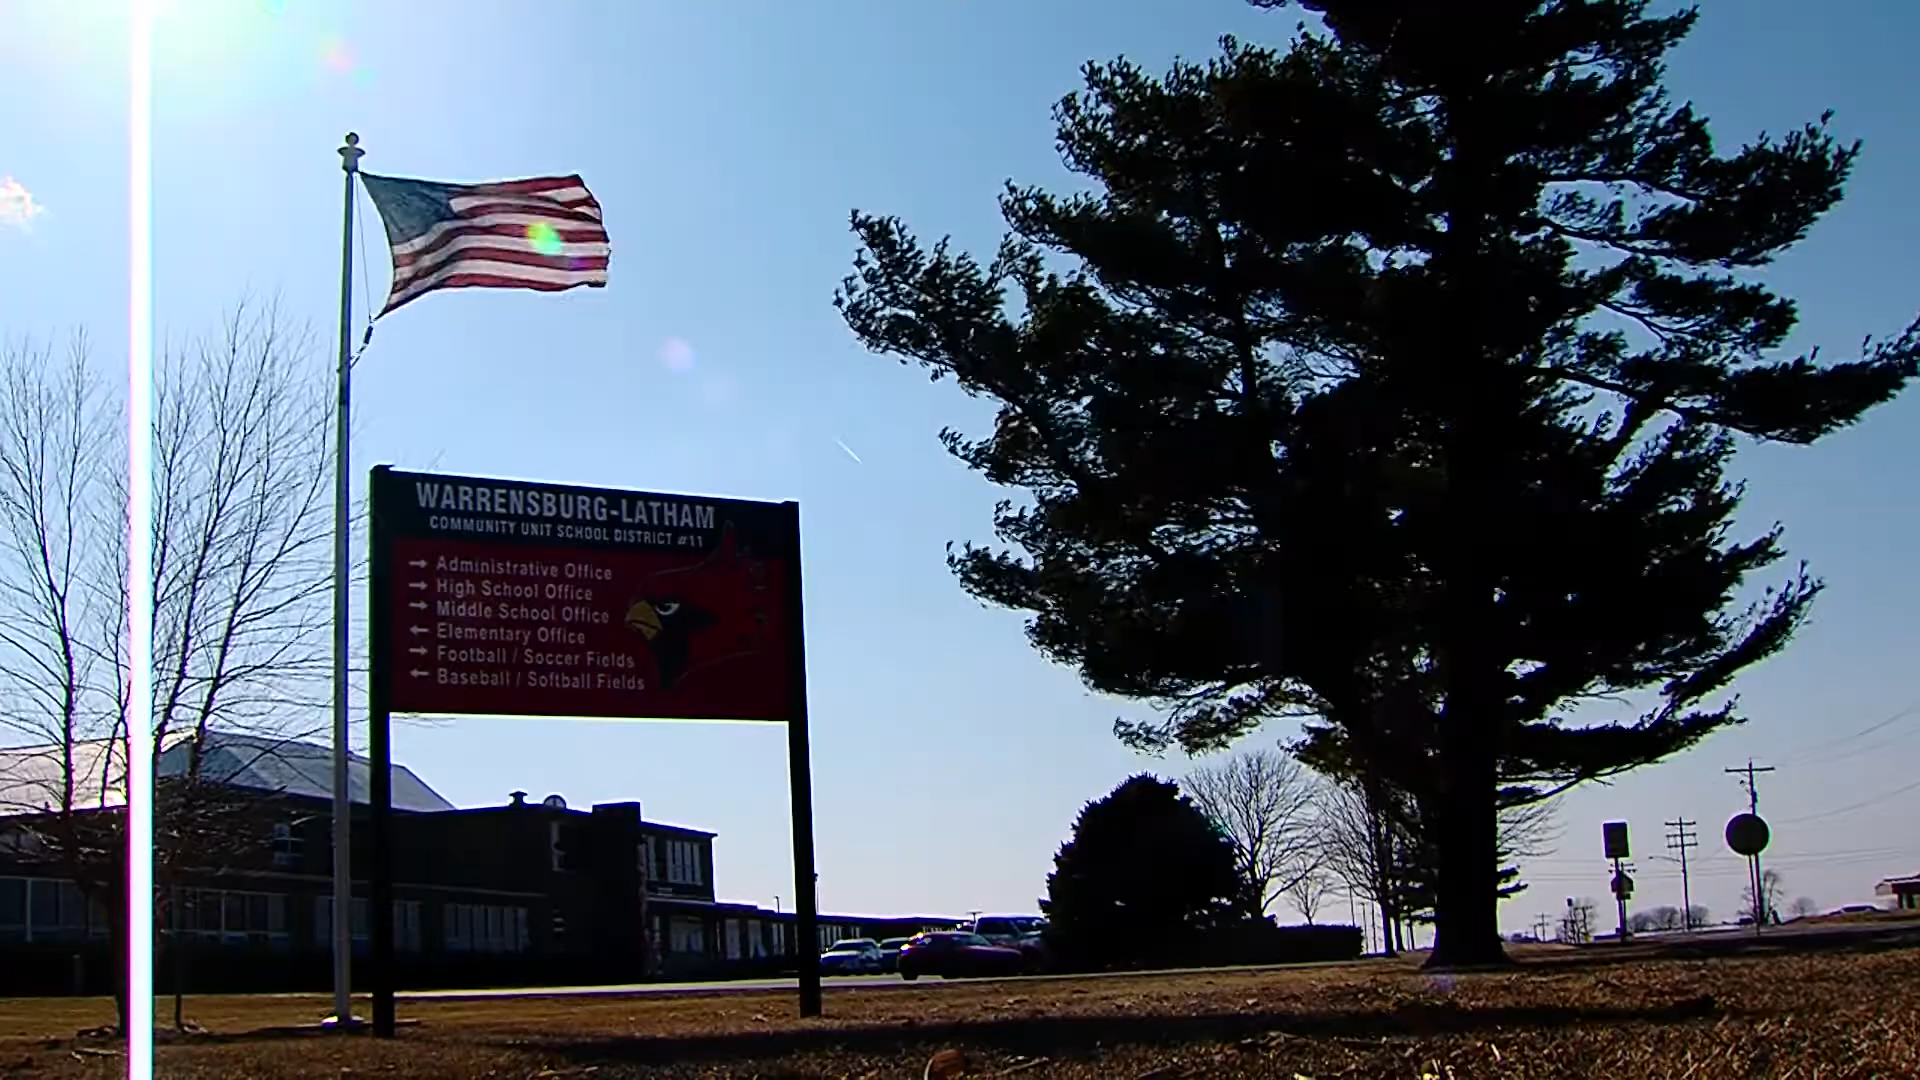 WARRENSBURG-LATHAM
COMMUNITY UNIT SCHOOL DISTRICT #11
→ Administrative Office
→ High School Office
→ Middle School Office
← Elementary Office
→ Football / Soccer Fields
← Baseball / Softball Fields